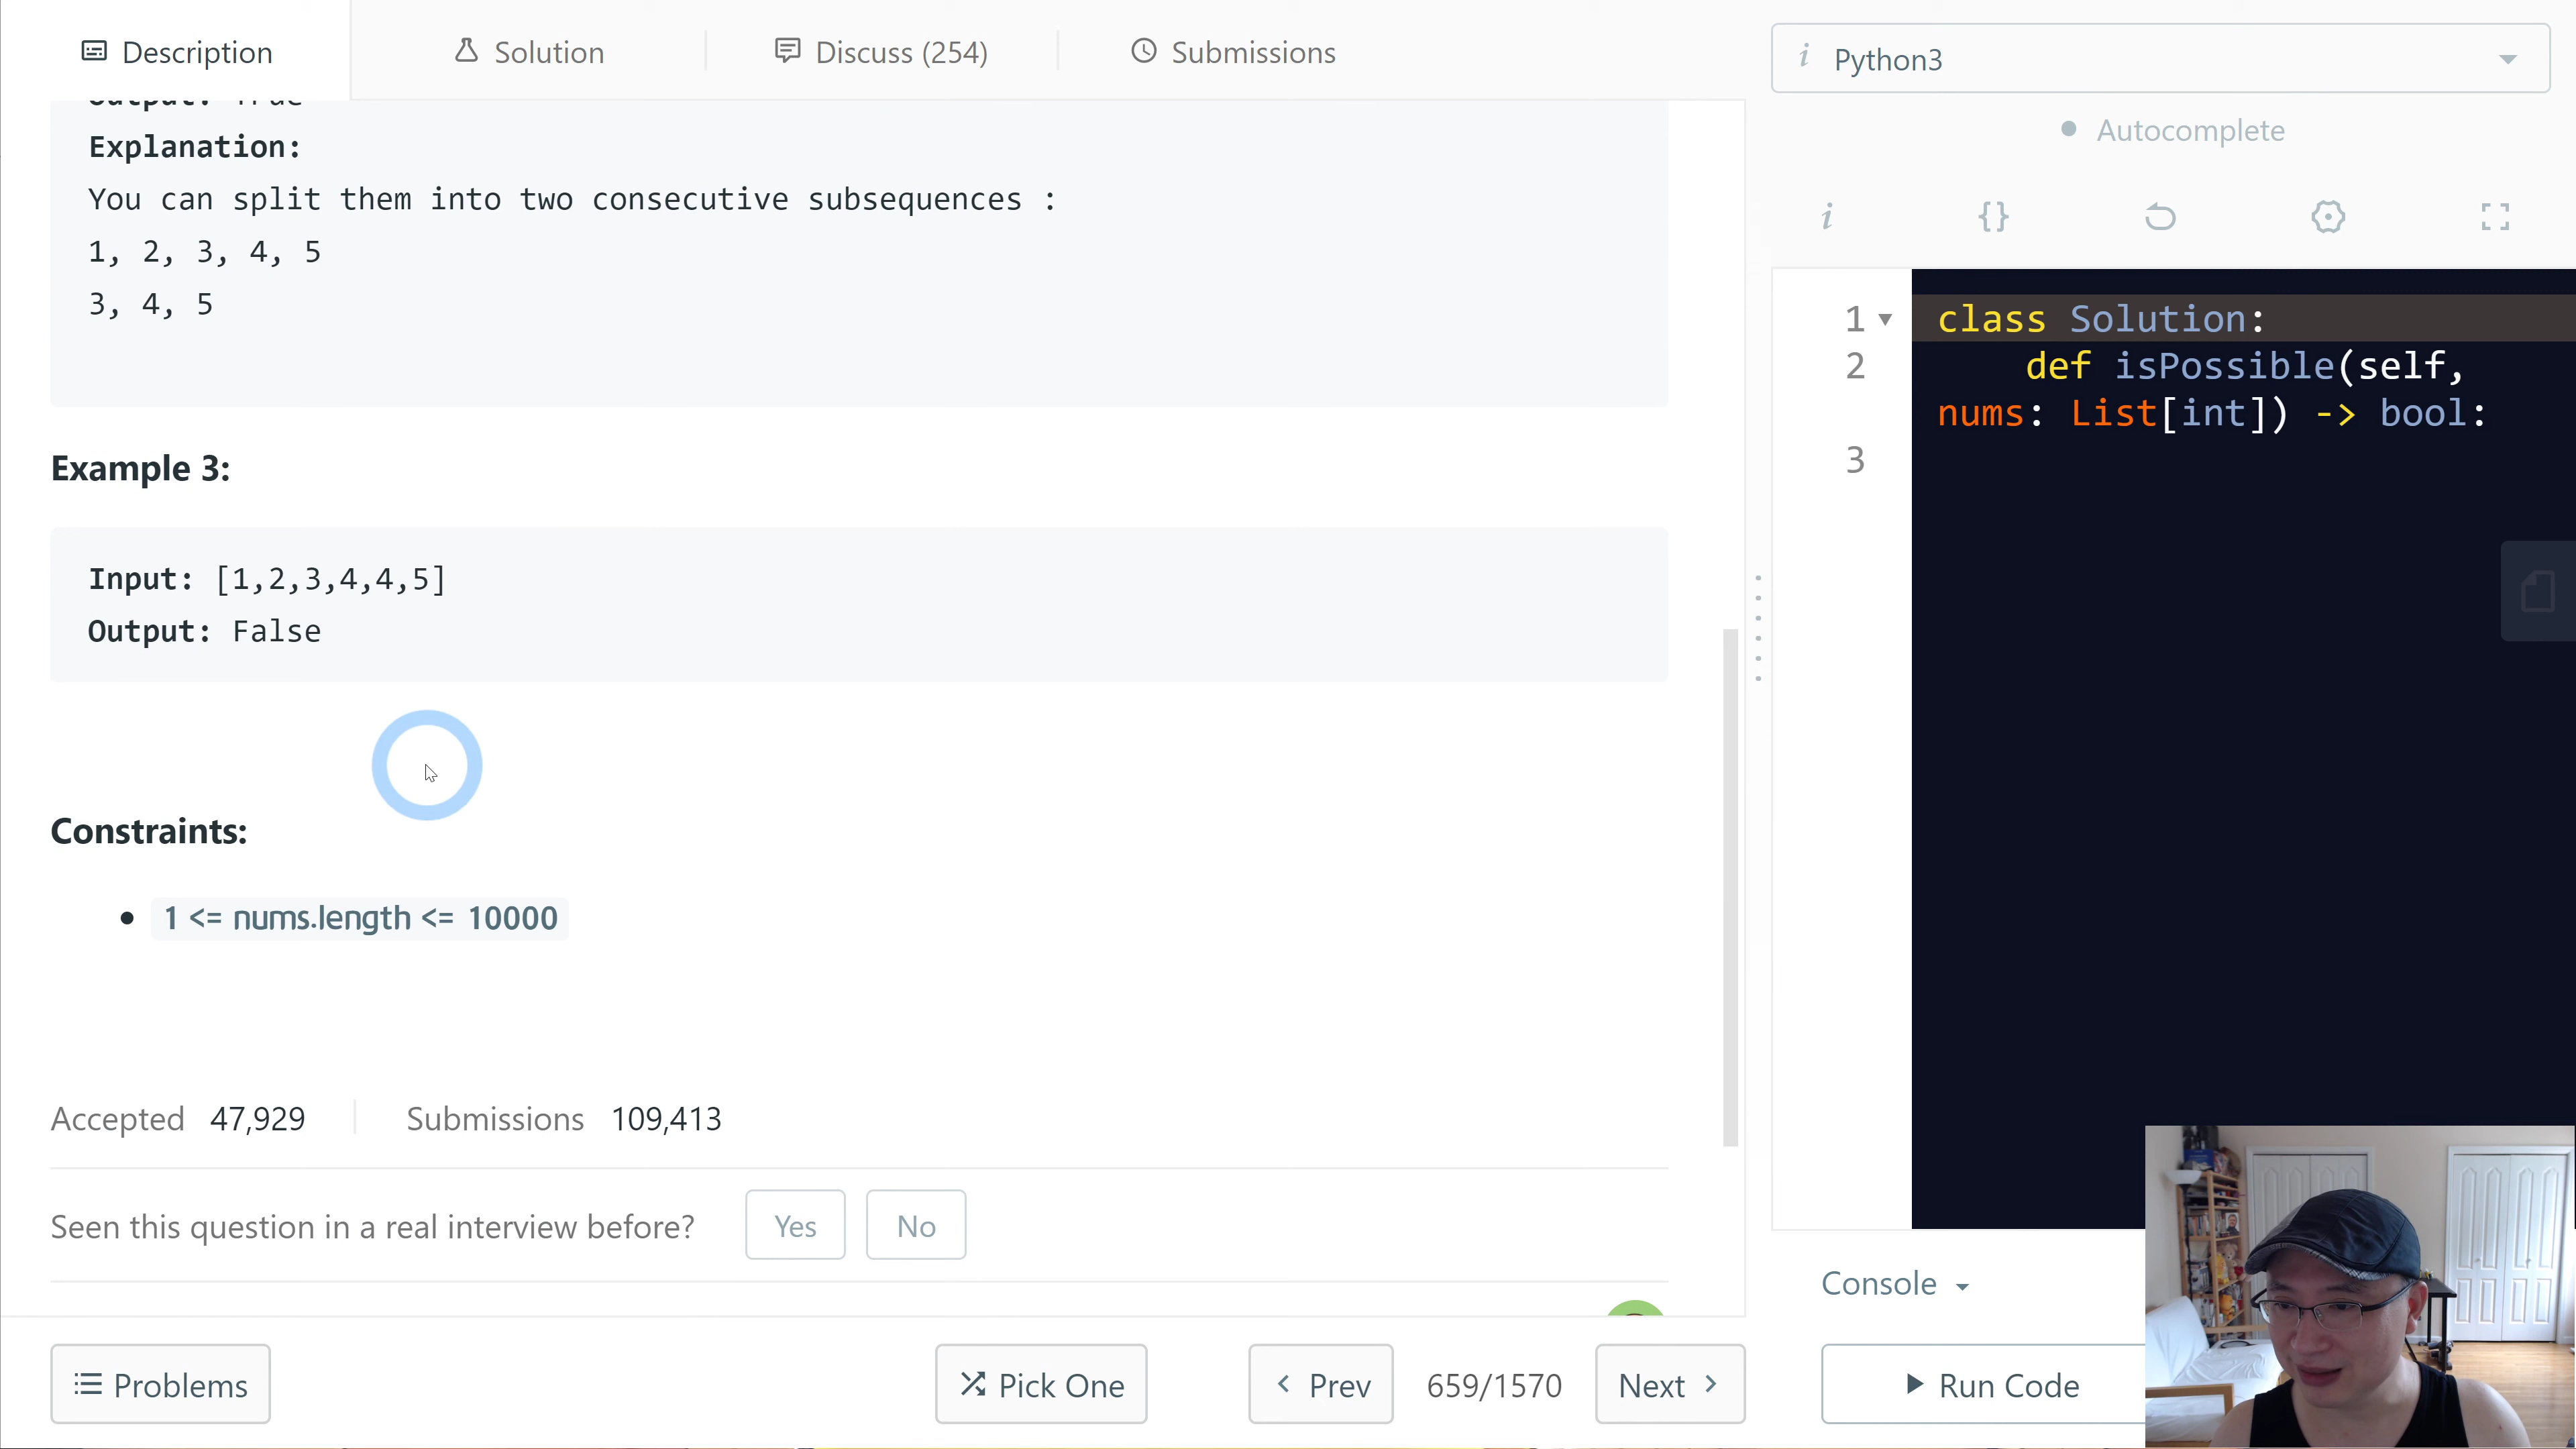 Description
Solution
Discuss (254)
Submissions
Output: True
Explanation:
You can split them into two consecutive subsequences :
1, 2, 3, 4, 5
3, 4, 5
Example 3:
Input: [1,2,3,4,4,5]
Output: False
Constraints:
1 <= nums.length <= 10000
Accepted 47,929
Submissions 109,413
Seen this question in a real interview before?
Yes
No
Problems
Pick One
Prev
659/1570
Next
i Python3
Autocomplete
i {}
1 class Solution:
2 def isPossible(self,
nums: List[int]) -> bool:
3
Console
Run Code